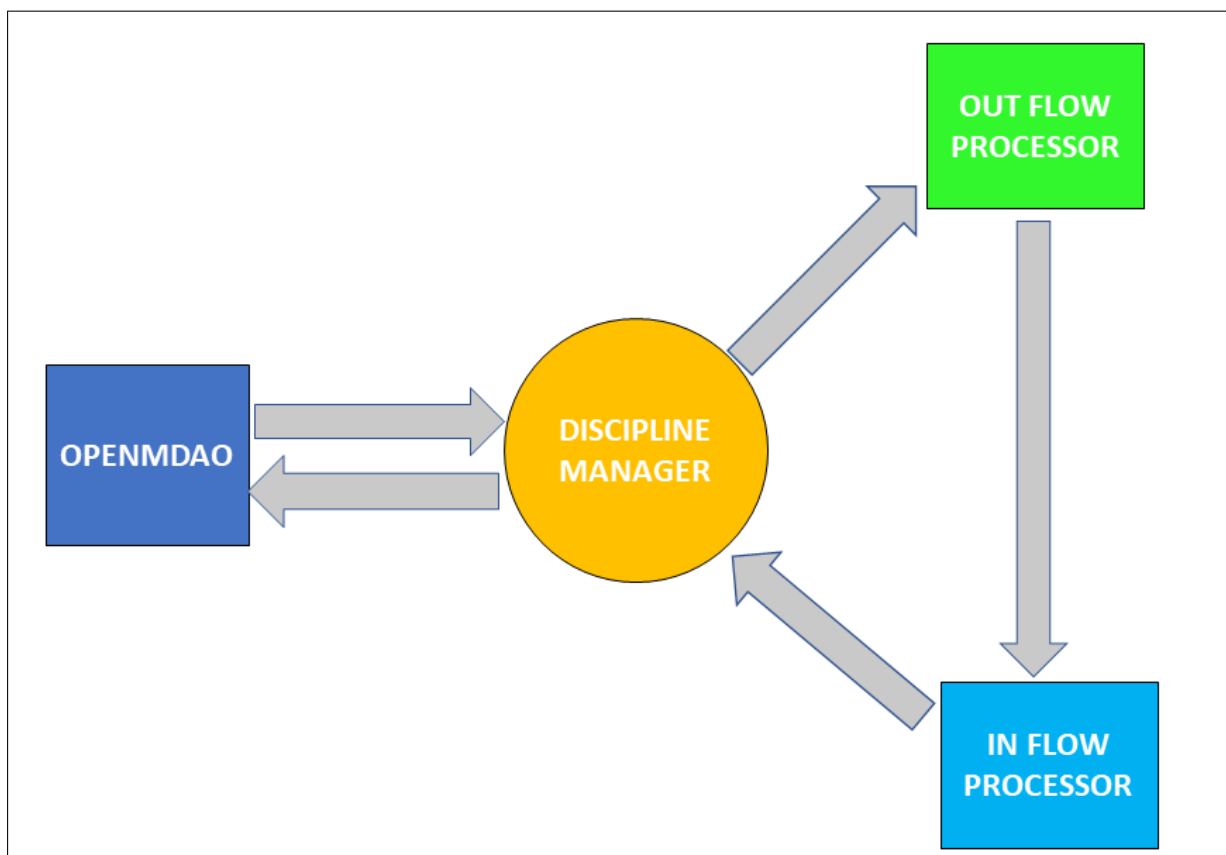 OUT FLOW
PROCESSOR
OPENMDAO
DISCIPLINE
MANAGER
IN FLOW
PROCESSOR